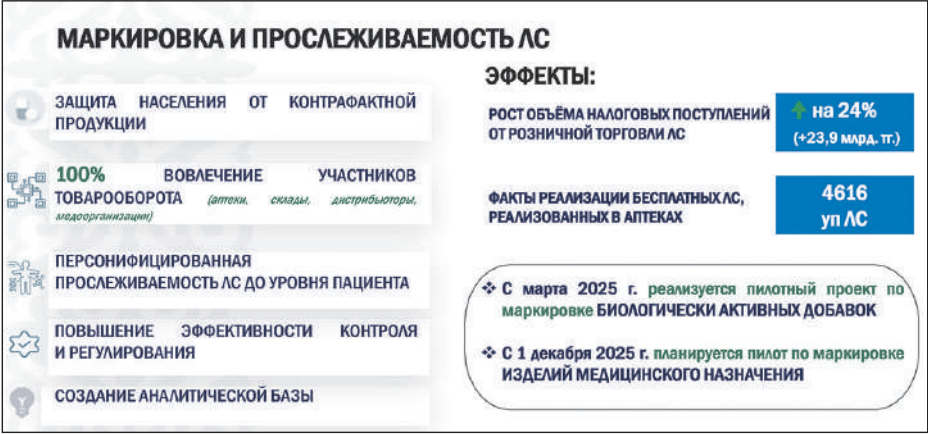 МАРКИРОВКА И ПРОСЛЕЖИВАЕМОСТЬ ЛС
ЗАЩИТА НАСЕЛЕНИЯ ОТ КОНТРАФАКТНОЙ
ПРОДУКЦИИ
100% ВОВЛЕЧЕНИЕ УЧАСТНИКОВ
ТОВАРООБОРОТА (аптеки, склады, дистрибьюторы,
медоорганизации)
ПЕРСОНИФИЦИРОВАННАЯ
ПРОСЛЕЖИВАЕМОСТЬ ЛС ДО УРОВНЯ ПАЦИЕНТА
ПОВЫШЕНИЕ ЭФФЕКТИВНОСТИ КОНТРОЛЯ
И РЕГУЛИРОВАНИЯ
СОЗДАНИЕ АНАЛИТИЧЕСКОЙ БАЗЫ
ЭФФЕКТЫ:
РОСТ ОБЪЁМА НАЛОГОВЫХ ПОСТУПЛЕНИЙ
ОТ РОЗНИЧНОЙ ТОРГОВЛИ ЛС
на 24%
(+23,9 млрд. тг.)
ФАКТЫ РЕАЛИЗАЦИИ БЕСПЛАТНЫХ ЛС,
РЕАЛИЗОВАННЫХ В АПТЕКАХ
4616
уп ЛС
❖ С марта 2025 г. реализуется пилотный проект по
маркировке БИОЛОГИЧЕСКИ АКТИВНЫХ ДОБАВОК
❖ С 1 декабря 2025 г. планируется пилот по маркировке
ИЗДЕЛИЙ МЕДИЦИНСКОГО НАЗНАЧЕНИЯ